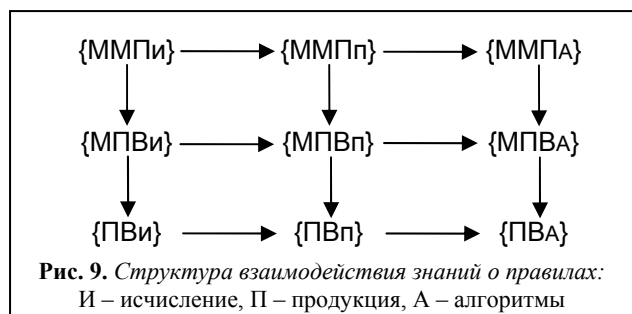 {ММПи} {ММПп} {ММПА}
{МПВи} {МПВп} {МПВА}
{ПВи} {ПВп} {ПВА}
Рис. 9. Структура взаимодействия знаний о правилах:
И – исчисление, П – продукция, А – алгоритмы